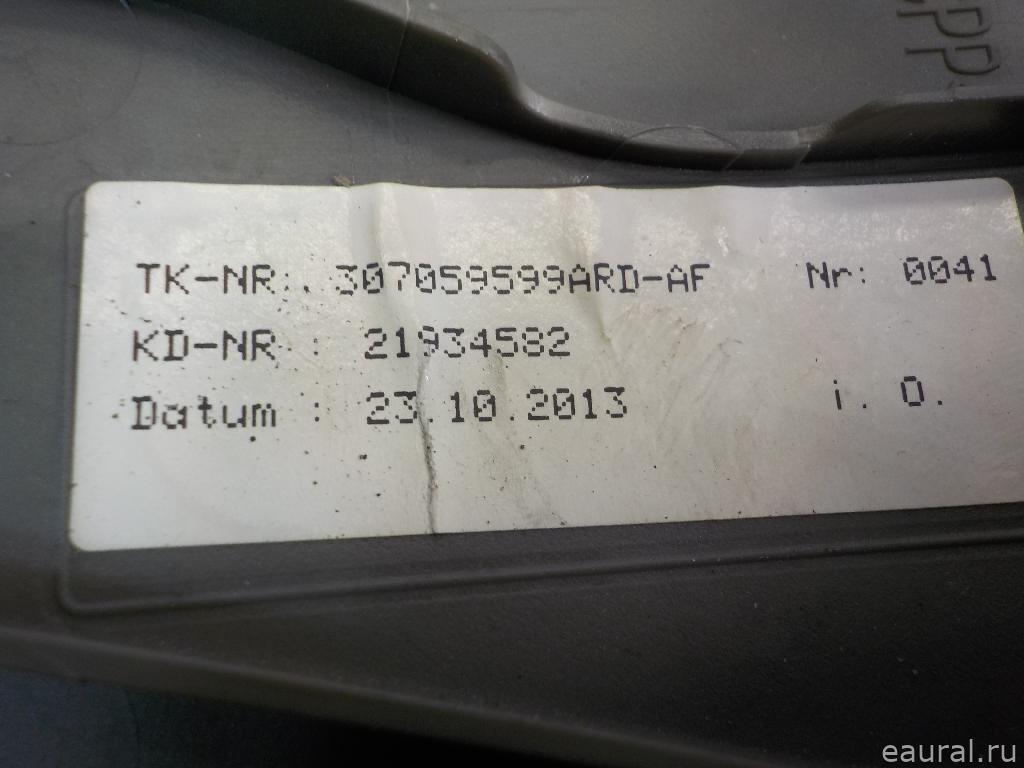 TK-NR: 307059599ARD-AF Nr: 0041
KD-NR : 21934582
Datum : 23.10.2013 i. O.
eaural.ru